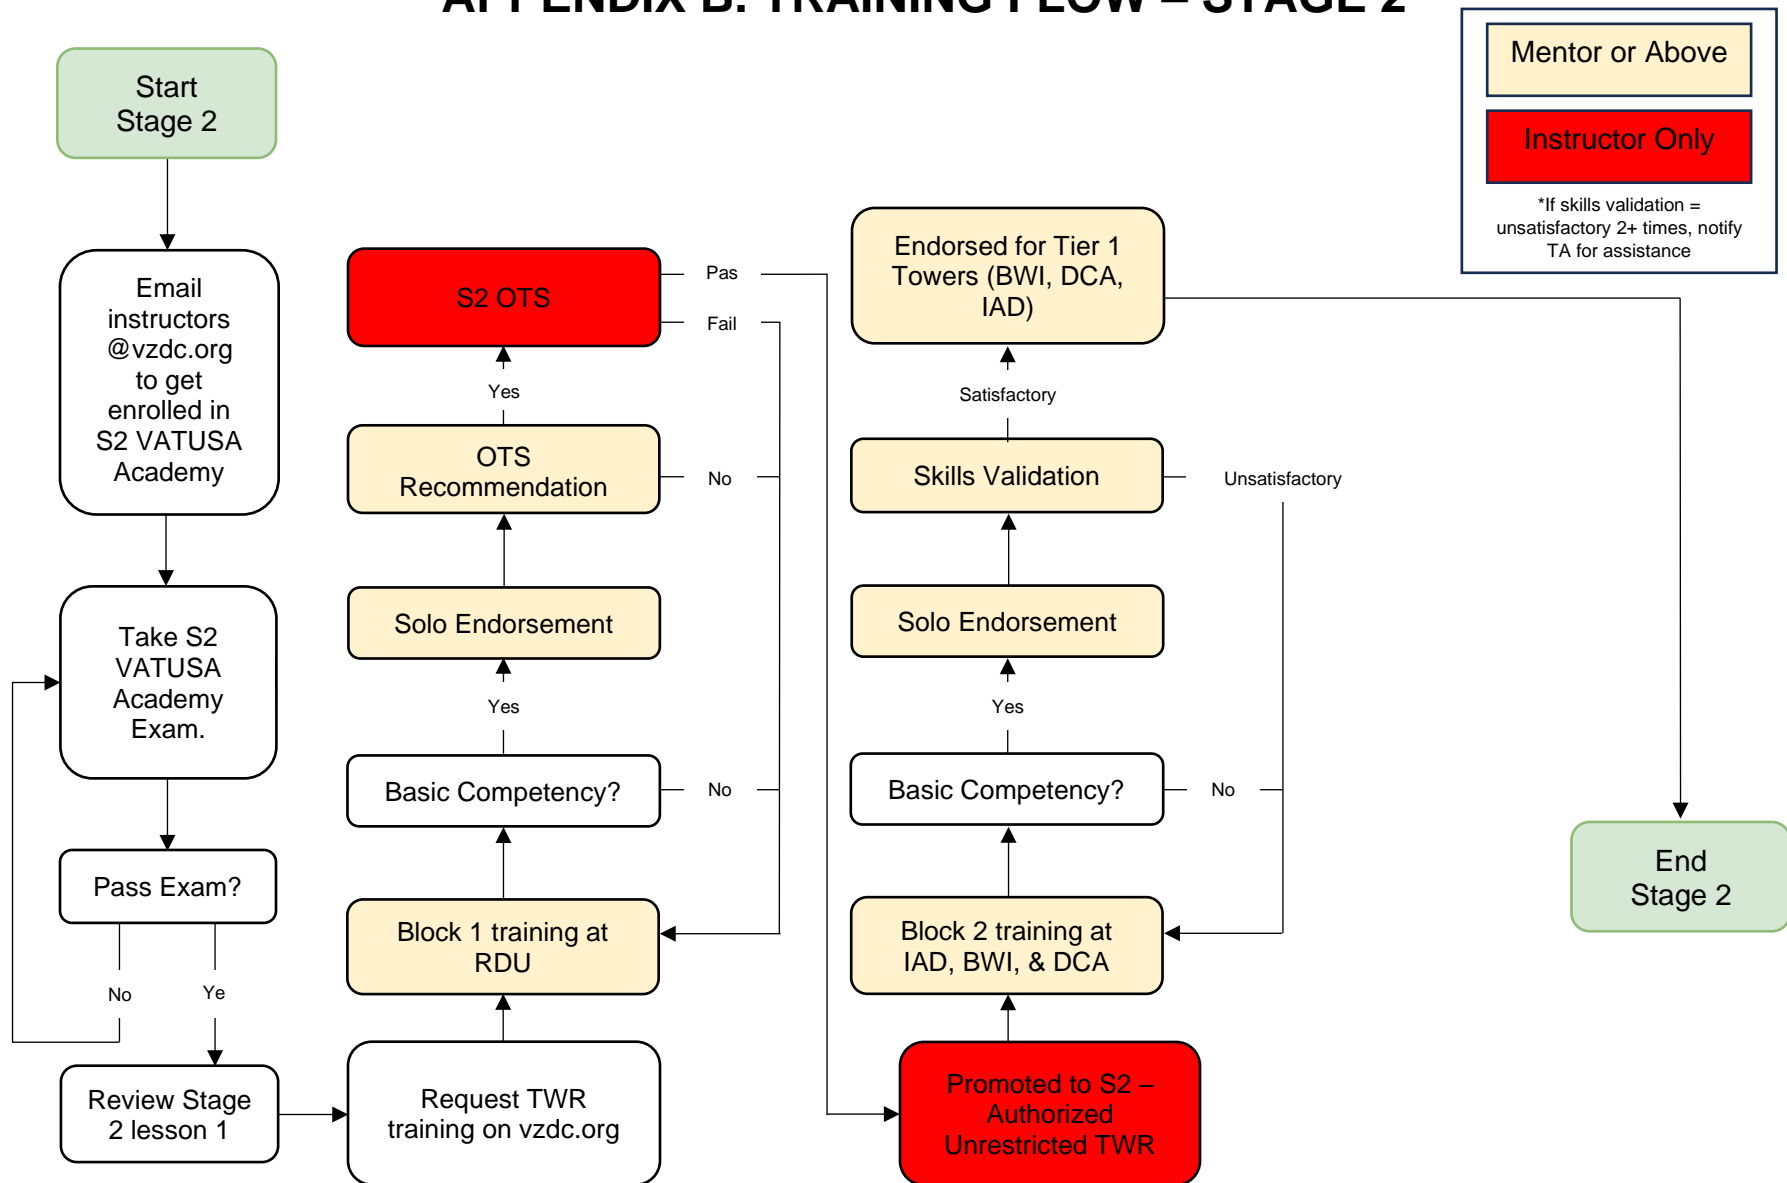 APPENDIX B: TRAINING FLOW – STAGE 2
Mentor or Above
Instructor Only
*If skills validation =
unsatisfactory 2+ times, notify
TA for assistance
Start
Stage 2
Email
instructors
@vzdc.org
to get
enrolled in
S2 VATUSA
Academy
Take S2
VATUSA
Academy
Exam.
Pass Exam?
No
Ye
Review Stage
2 lesson 1
S2 OTS
Pas
Fail
Yes
OTS
Recommendation
No
Solo Endorsement
Yes
Basic Competency?
No
Block 1 training at
RDU
Request TWR
training on vzdc.org
Endorsed for Tier 1
Towers (BWI, DCA,
IAD)
Satisfactory
Skills Validation
Unsatisfactory
Solo Endorsement
Yes
Basic Competency?
No
Block 2 training at
IAD, BWI, & DCA
Promoted to S2 –
Authorized
Unrestricted TWR
End
Stage 2